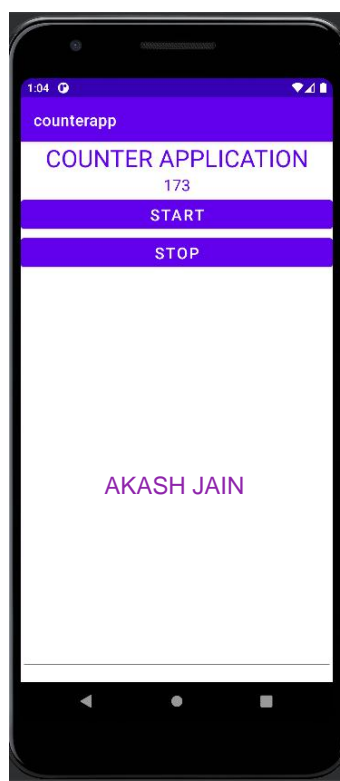 1:04
counterapp
COUNTER APPLICATION
173
START
STOP
AKASH JAIN